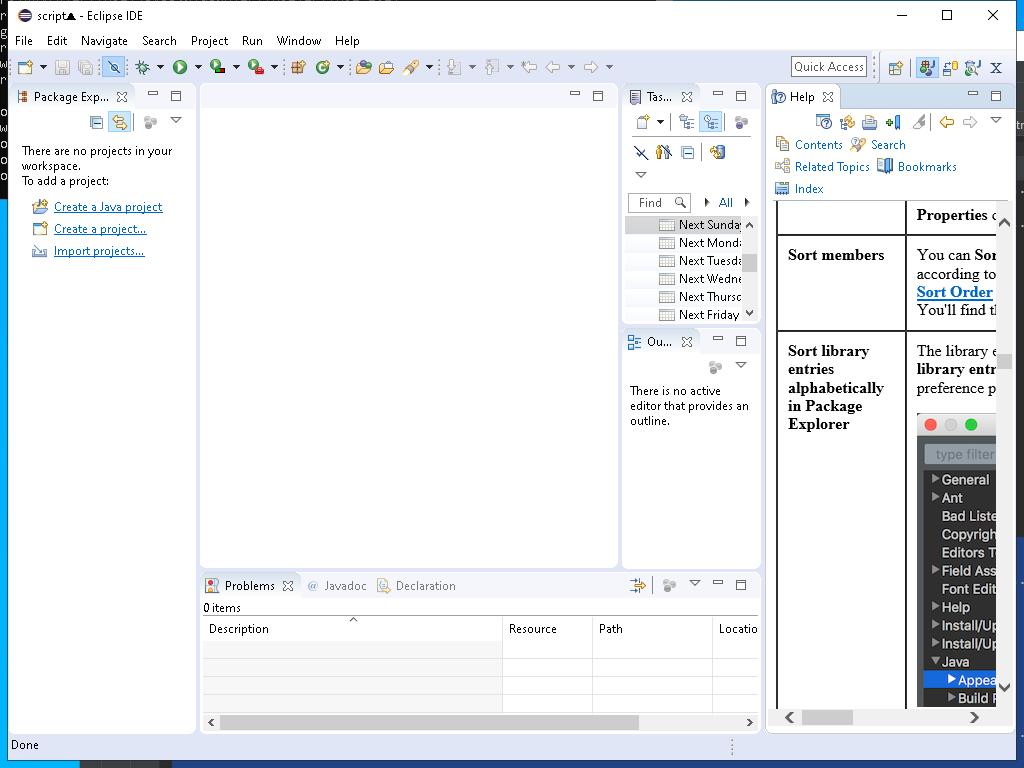 script▲ - Eclipse IDE
File Edit Navigate Search Project Run Window Help
Quick Access
Package Exp...
There are no projects in your
workspace.
To add a project:
Create a Java project
Create a project...
Import projects...
Tas...
Find All
Next Sunday
Next Monda
Next Tuesda
Next Wedne
Next Thursd
Next Friday
Ou...
There is no active
editor that provides an
outline.
Problems @ Javadoc Declaration
0 items
Description Resource Path Locatio
Help
Contents Search
Related Topics Bookmarks
Index
Properties
Sort members
You can Sor
according to
Sort Order
You'll find th
Sort library
entries
alphabetically
in Package
Explorer
The library e
library entr
preference p
type filter
General
Ant
Bad Liste
Copyrigh
Editors T
Field Ass
Font Edit
Help
Install/Up
Install/Up
Java
Appea
Build P
Done